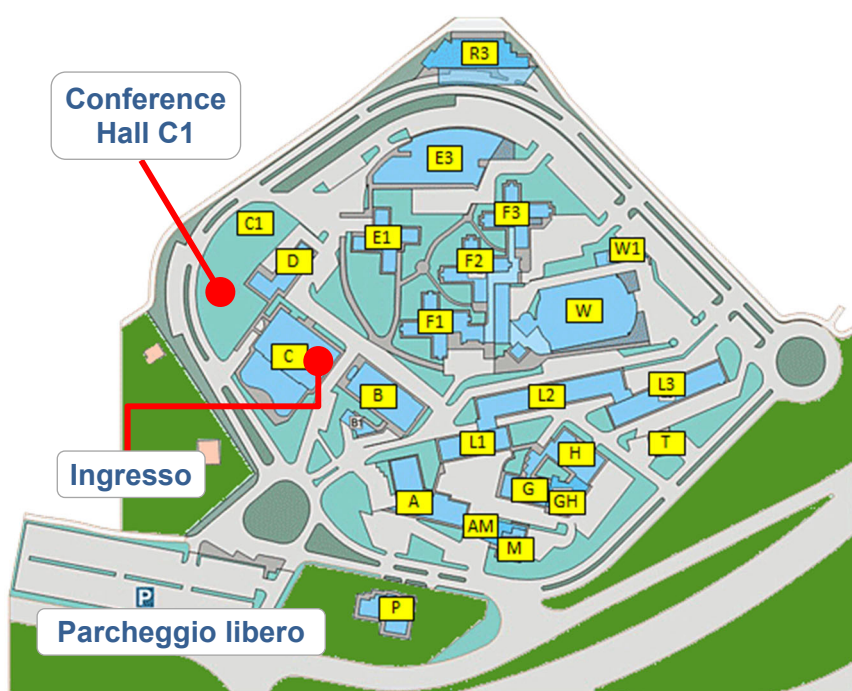 R3
Conference
Hall C1
E3
F3
C1
E1
W1
D
F2
W
F1
C
L3
B
L2
B1
L1
T
H
Ingresso
G
A
GH
AM
M
P
P
Parcheggio libero